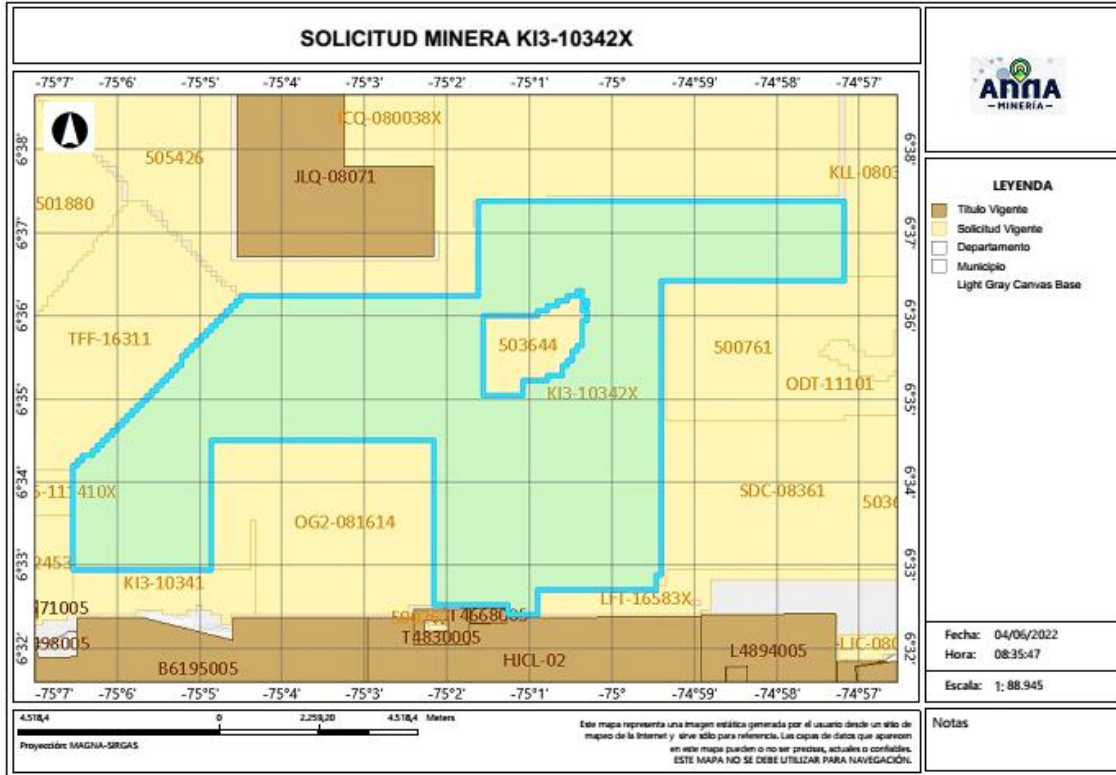 SOLICITUD MINERA KI3-10342X
-75°7' -75°6' -75°5' -75°4' -75°3' -75°2' -75°1' -75° -74°59' -74°58' -74°57'
6°38' 6°38'
6°37' 6°37'
6°36' 6°36'
6°35' 6°35'
6°34' 6°34'
6°33' 6°33'
6°32' 6°32'
505426
JLQ-08071
501880
TFF-16311
503644
500761
ODT-11101
KI3-10342X
OG2-081614
SDC-08361
KI3-10341
LFT-16583X
71005
T4830005
HJCL-02
L4894005
B6195005
-75°7' -75°6' -75°5' -75°4' -75°3' -75°2' -75°1' -75° -74°59' -74°58' -74°57'
ANNA
MINERÍA
LEYENDA
Título Vigente
Solicitud Vigente
Departamento
Municipio
Light Gray Canvas Base
Fecha: 04/06/2022
Hora: 08:35:47
Escala: 1: 88.945
Notas
4.518,4 0 2.259,20 4.518,4 Meters
Proyección: MAGNA-SIRGAS
Este mapa representa una imagen estática generada por el usuario desde un sitio de
mapeo de la Internet y sirve sólo para referencia. Las capas de datos que aparecen
en este mapa pueden o no ser precisas, actuales o confiables.
ESTE MAPA NO SE DEBE UTILIZAR PARA NAVEGACIÓN.